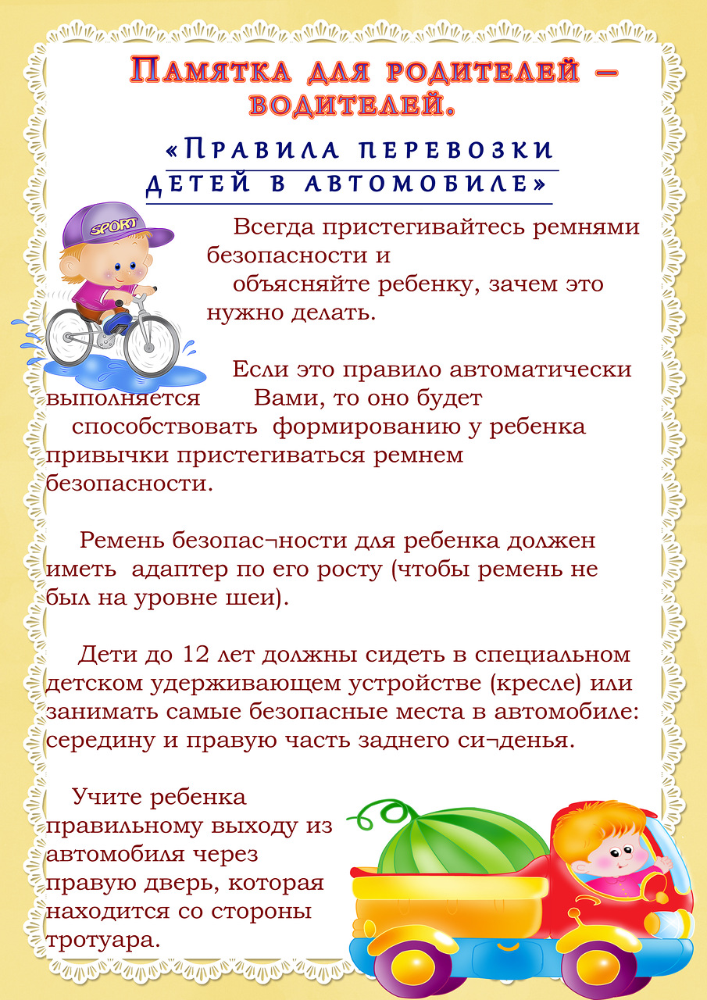 Памятка для родителей –
водителей.
«Правила перевозки
детей в автомобиле»
SPORT
Всегда пристегивайтесь ремнями
безопасности и
объясняйте ребенку, зачем это
нужно делать.
Если это правило автоматически
выполняется Вами, то оно будет
способствовать формированию у ребенка
привычки пристегиваться ремнем
безопасности.
Ремень безопас¬ности для ребенка должен
иметь адаптер по его росту (чтобы ремень не
был на уровне шеи).
Дети до 12 лет должны сидеть в специальном
детском удерживающем устройстве (кресле) или
занимать самые безопасные места в автомобиле:
середину и правую часть заднего си¬денья.
Учите ребенка
правильному выходу из
автомобиля через
правую дверь, которая
находится со стороны
тротуара.